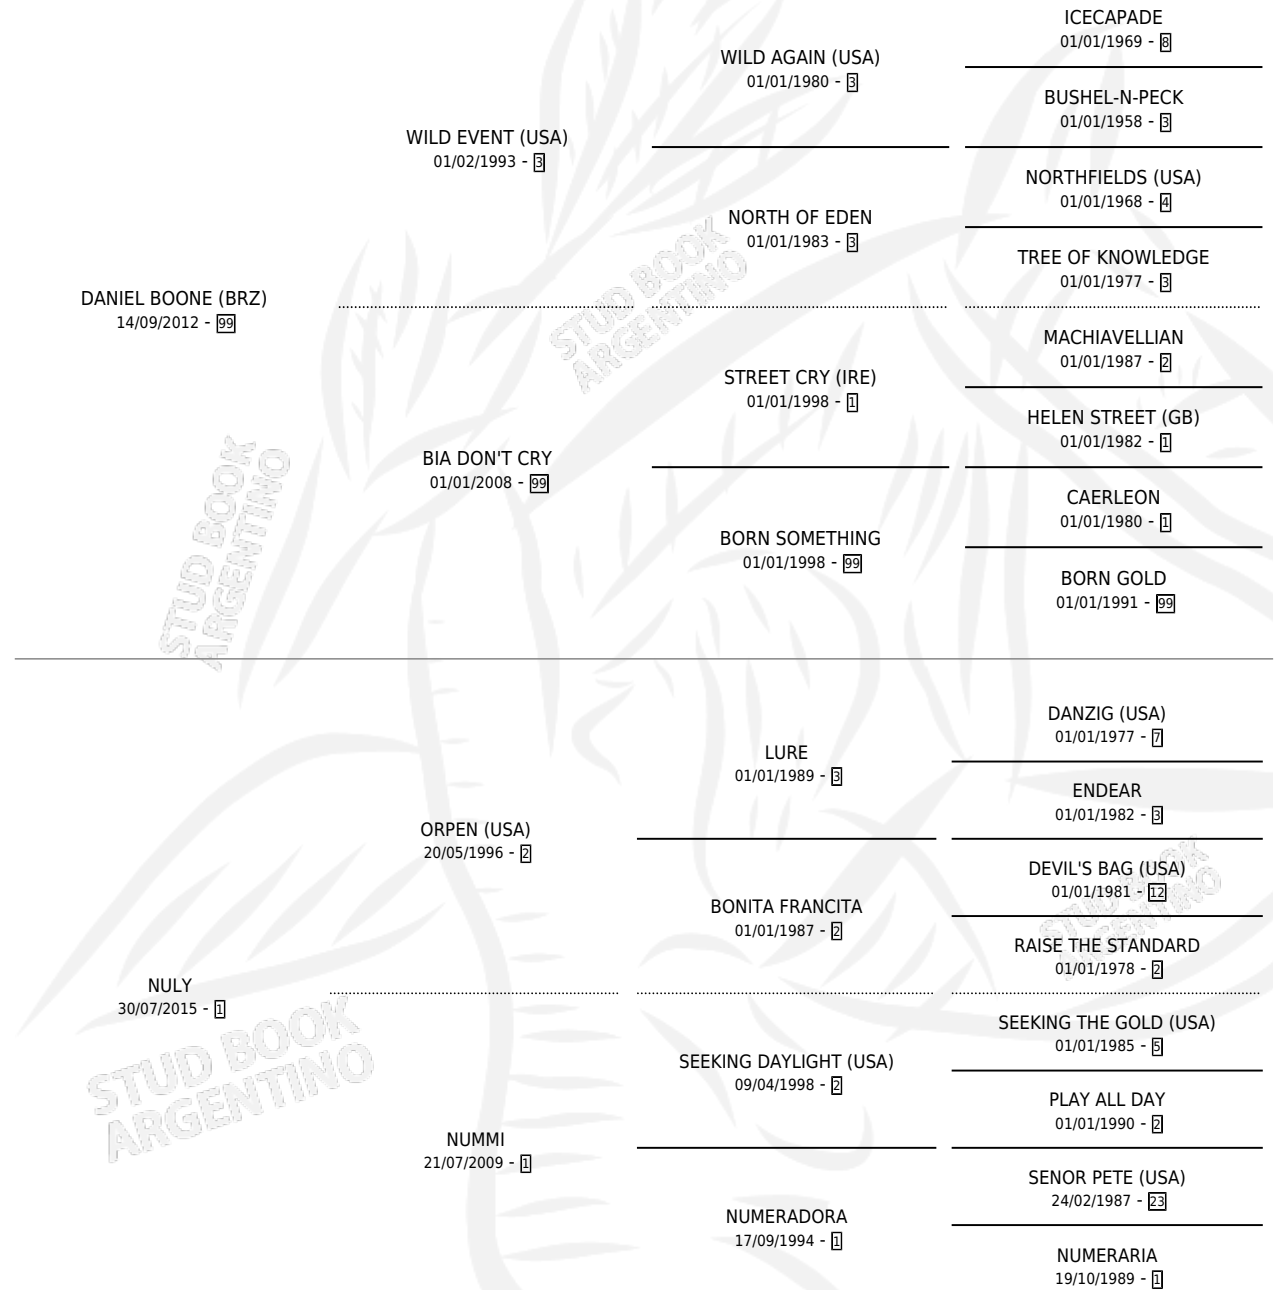 ICECAPADE
01/01/1969 - 8
WILD AGAIN (USA)
01/01/1980 - 3
BUSHEL-N-PECK
01/01/1958 - 3
WILD EVENT (USA)
01/02/1993 - 3
NORTHFIELDS (USA)
01/01/1968 - 4
NORTH OF EDEN
01/01/1983 - 3
TREE OF KNOWLEDGE
01/01/1977 - 3
DANIEL BOONE (BRZ)
14/09/2012 - 99
MACHIAVELLIAN
01/01/1987 - 2
STREET CRY (IRE)
01/01/1998 - 1
HELEN STREET (GB)
01/01/1982 - 1
BIA DON'T CRY
01/01/2008 - 99
CAERLEON
01/01/1980 - 1
BORN SOMETHING
01/01/1998 - 99
BORN GOLD
01/01/1991 - 99
DANZIG (USA)
01/01/1977 - 7
LURE
01/01/1989 - 3
ENDEAR
01/01/1982 - 3
ORPEN (USA)
20/05/1996 - 2
DEVIL'S BAG (USA)
01/01/1981 - 12
BONITA FRANCITA
01/01/1987 - 2
RAISE THE STANDARD
01/01/1978 - 2
NULY
30/07/2015 - 1
SEEKING THE GOLD (USA)
01/01/1985 - 5
SEEKING DAYLIGHT (USA)
09/04/1998 - 2
PLAY ALL DAY
01/01/1990 - 2
NUMMI
21/07/2009 - 1
SENOR PETE (USA)
24/02/1987 - 23
NUMERADORA
17/09/1994 - 1
NUMERARIA
19/10/1989 - 1
STUD BOOK
ARGENTINO
STUD BOOK
ARGENTINO
STUD BOOK
ARGENTINO
STUD BOOK
ARGENTINO